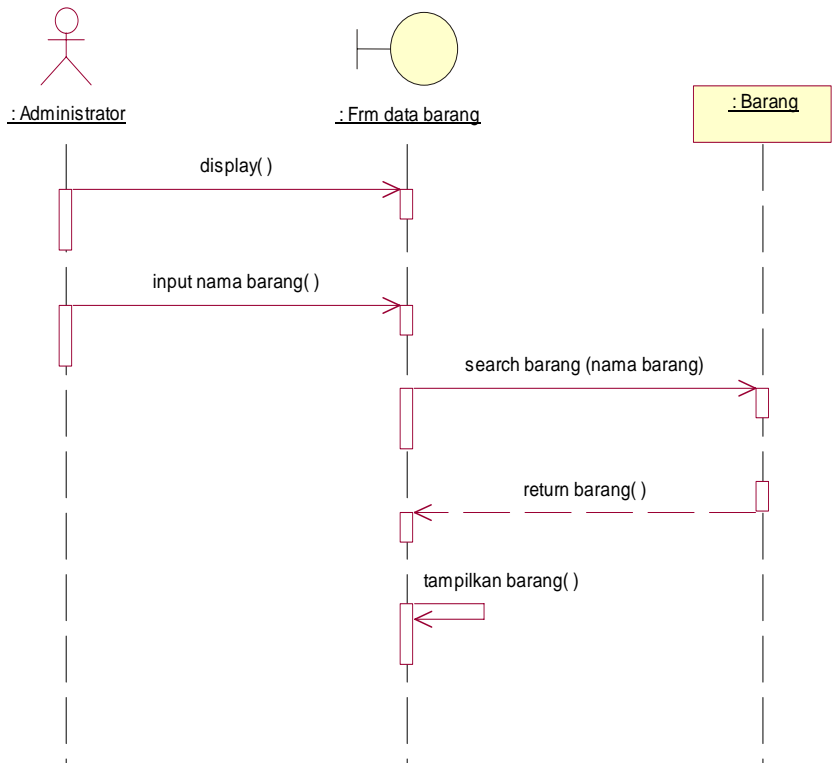 : Administrator
: Frm data barang
: Barang
display( )
input nama barang( )
search barang (nama barang)
return barang( )
tampilkan barang( )